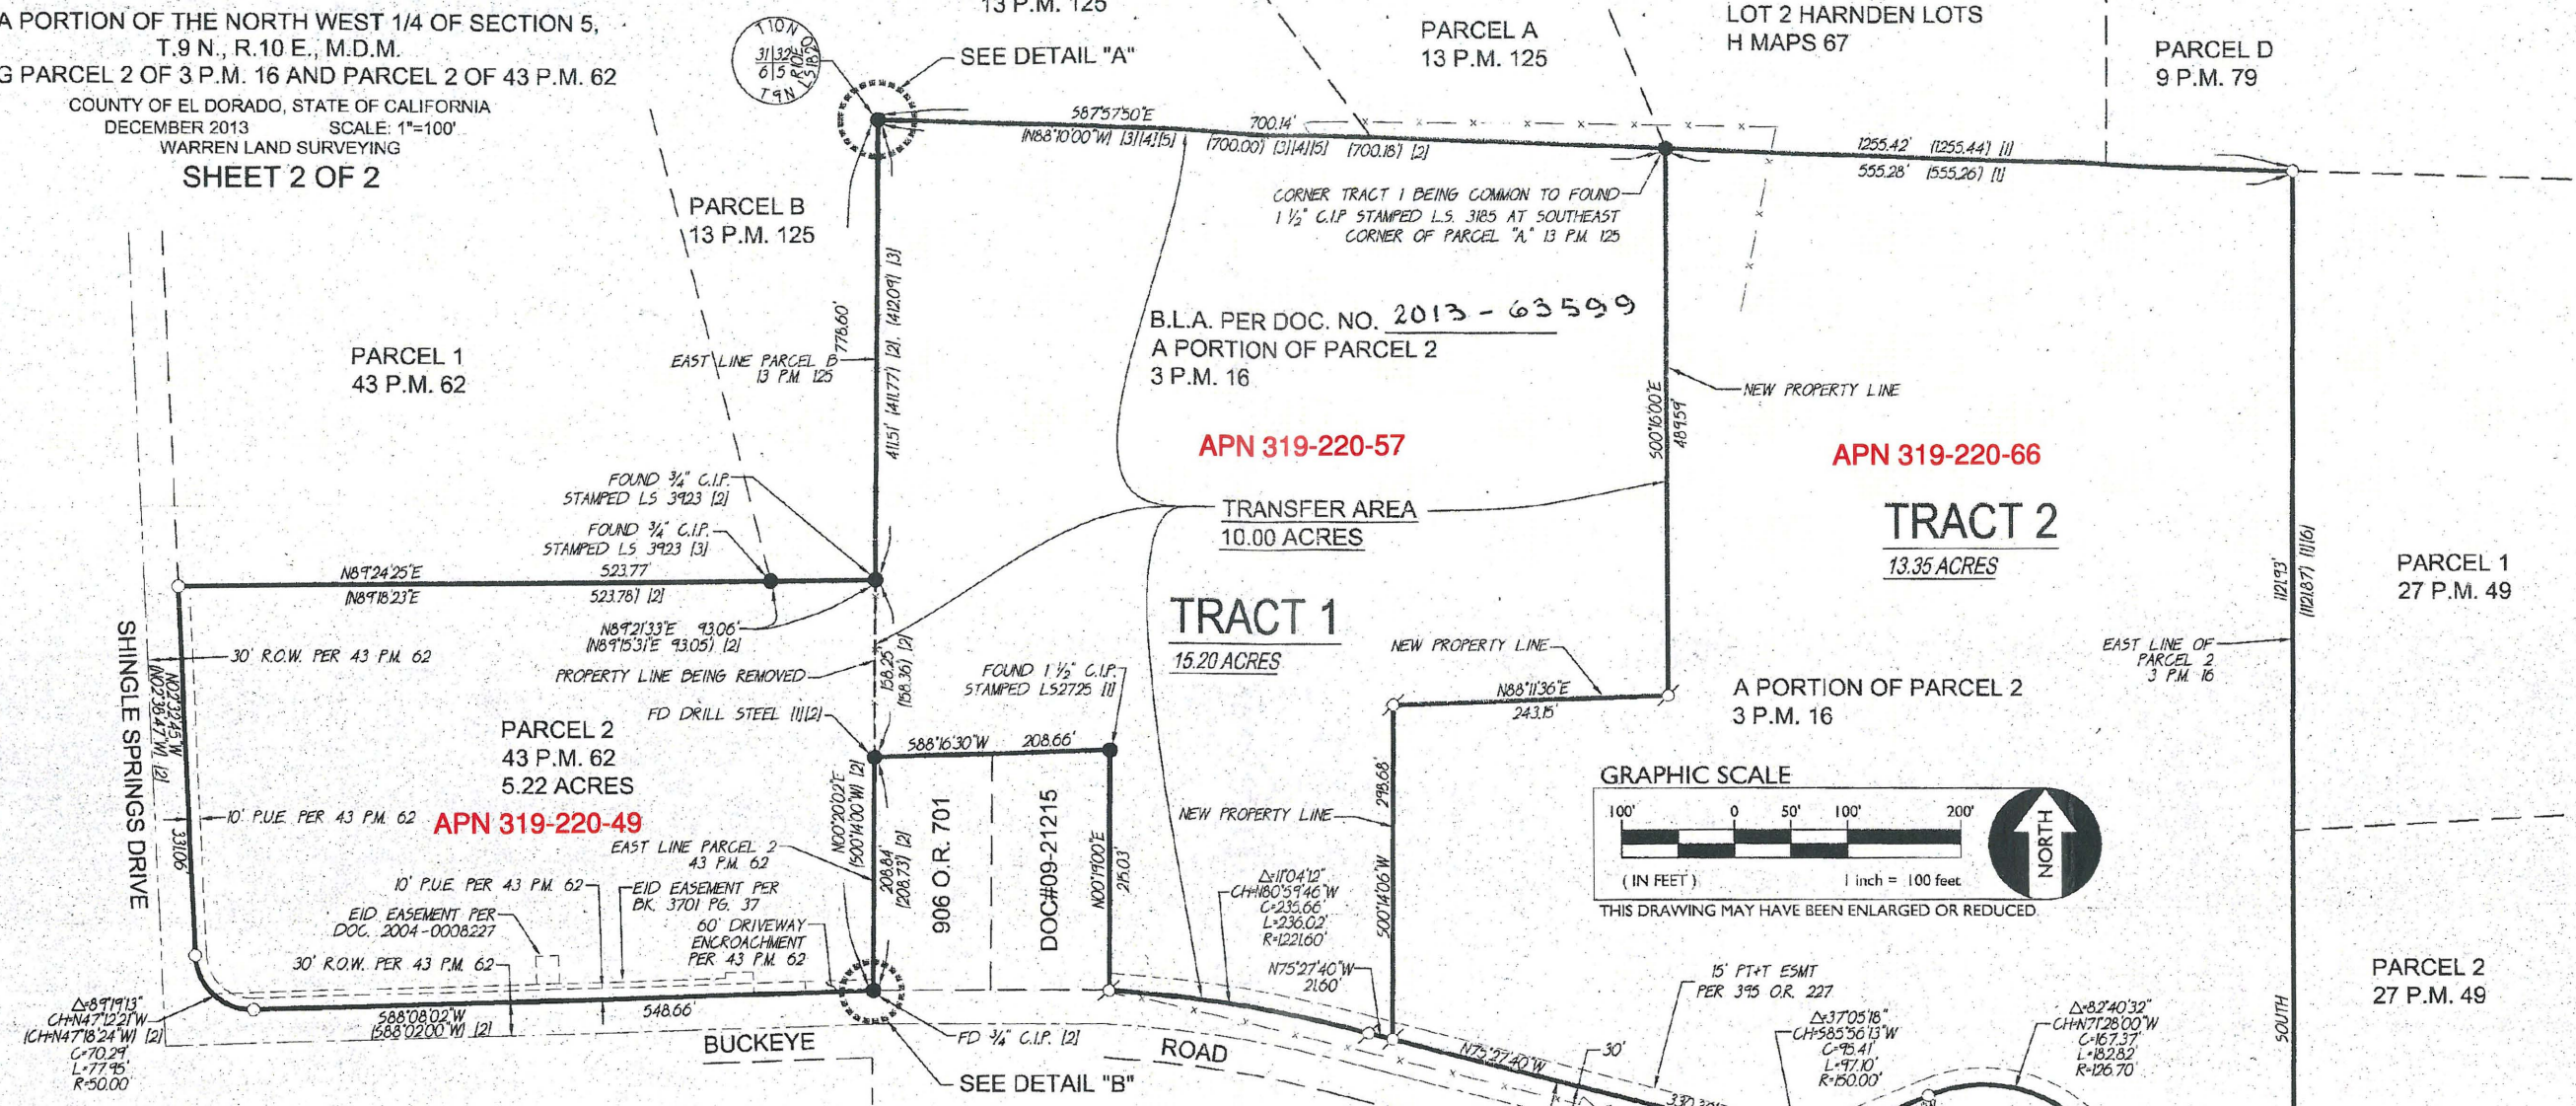 A PORTION OF THE NORTH WEST 1/4 OF SECTION 5,
T.9 N., R.10 E., M.D.M.
G PARCEL 2 OF 3 P.M. 16 AND PARCEL 2 OF 43 P.M. 62
COUNTY OF EL DORADO, STATE OF CALIFORNIA
DECEMBER 2013 SCALE: 1"=100'
WARREN LAND SURVEYING
SHEET 2 OF 2
T10N
31|32
6|5
T9N
R10E
LS1820
SEE DETAIL "A"
13 P.M. 125
PARCEL A
13 P.M. 125
LOT 2 HARNDEN LOTS
H MAPS 67
PARCEL D
9 P.M. 79
S87°57'50"E
700.14'
(N88°10'00"W) [3][4][5]
(700.00') [3][4][5]
(700.18') [2]
1255.42' (1255.44') [1]
555.28' (555.26') [1]
CORNER TRACT 1 BEING COMMON TO FOUND
1 ½" C.I.P STAMPED L.S. 3185 AT SOUTHEAST
CORNER OF PARCEL "A," 13 P.M. 125
PARCEL B
13 P.M. 125
778.60'
411.51' (411.77') [2], (412.09') [3]
EAST LINE PARCEL B
13 P.M. 125
PARCEL 1
43 P.M. 62
B.L.A. PER DOC. NO. 2013-63599
A PORTION OF PARCEL 2
3 P.M. 16
S00°16'00"E
489.59'
NEW PROPERTY LINE
APN 319-220-57
APN 319-220-66
TRANSFER AREA
10.00 ACRES
TRACT 2
13.35 ACRES
FOUND ¾" C.I.P.
STAMPED LS 3923 [2]
FOUND ¾" C.I.P.
STAMPED LS 3923 [3]
N89°24'25"E
523.77'
(N89°18'23"E
523.78') [2]
N89°21'33"E 93.06'
(N89°15'31"E 93.05') [2]
PROPERTY LINE BEING REMOVED
158.25'
(158.36') [2]
TRACT 1
15.20 ACRES
1121.93'
(1121.87') [1][6]
PARCEL 1
27 P.M. 49
EAST LINE OF
PARCEL 2
3 P.M. 16
SHINGLE SPRINGS DRIVE
30' R.O.W. PER 43 P.M. 62
N02°32'45"W
(N02°38'47"W) [2]
FOUND 1 ½" C.I.P.
STAMPED LS2725 [1]
NEW PROPERTY LINE
N88°11'36"E
243.15'
A PORTION OF PARCEL 2
3 P.M. 16
FD DRILL STEEL [1][2]
PARCEL 2
43 P.M. 62
5.22 ACRES
S88°16'30"W 208.66'
10' P.U.E. PER 43 P.M. 62
APN 319-220-49
331.06'
EAST LINE PARCEL 2
43 P.M. 62
N00°20'02"E
(S00°14'00"W) [2]
208.84'
(208.73') [2]
906 O.R. 701
DOC#09-21215
N00°19'00"E
215.03'
NEW PROPERTY LINE
298.68'
S00°14'06"W
GRAPHIC SCALE
100' 0 50' 100' 200'
( IN FEET )
1 inch = 100 feet
NORTH
THIS DRAWING MAY HAVE BEEN ENLARGED OR REDUCED.
10' P.U.E. PER 43 P.M. 62
EID EASEMENT PER
BK. 3701 PG. 37
EID EASEMENT PER
DOC. 2004-0008227
60' DRIVEWAY
ENCROACHMENT
PER 43 P.M. 62
30' R.O.W. PER 43 P.M. 62
Δ=11°04'12"
CH=N80°59'46"W
C=235.66'
L=236.02'
R=1221.60'
N75°27'40"W
21.60'
15' PT+T ESMT
PER 395 O.R. 227
PARCEL 2
27 P.M. 49
SOUTH
Δ=89°19'13"
CH=N47°12'21"W
(CH=N47°18'24"W) [2]
C=70.29'
L=77.95'
R=50.00'
S88°08'02"W
(S88°02'00"W) [2]
548.66'
BUCKEYE
ROAD
FD ¾" C.I.P. [2]
SEE DETAIL "B"
N75°27'40"W
30'
Δ=37°05'18"
CH=S85°56'13"W
C=95.41'
L=97.10'
R=150.00'
Δ=82°40'32"
CH=N71°28'00"W
C=167.37'
L=182.82'
R=126.70'